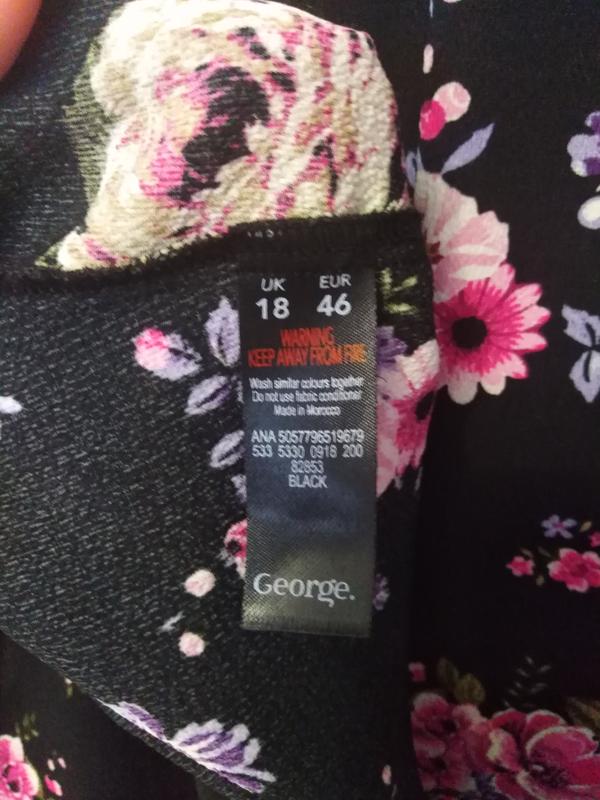 UK EUR
18 46
WARNING
KEEP AWAY FROM FIRE
Wash similar colours together
Do not use fabric conditioner
Made in Morocco
ANA 5057796519679
533 5330 0918 200
82853
BLACK
George.